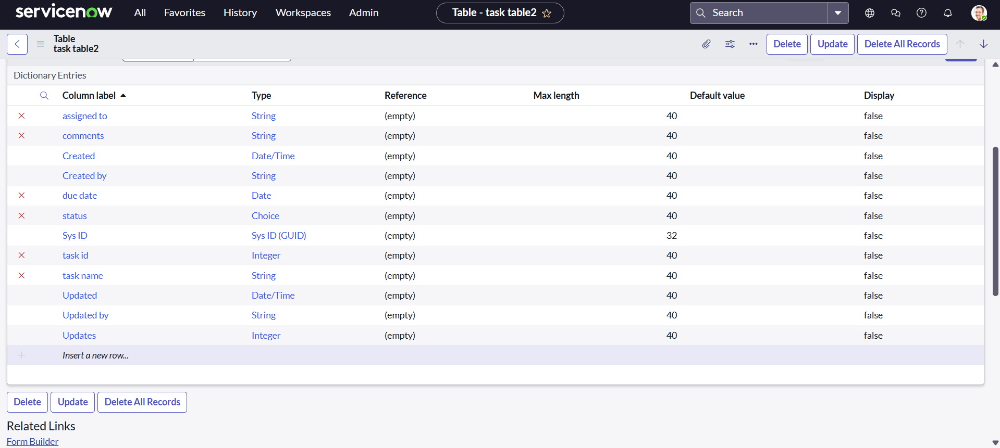 servicenow All Favorites History Workspaces Admin Table - task table2 Search
Table
task table2
Delete Update Delete All Records
Dictionary Entries
Column label Type Reference Max length Default value Display
assigned to String (empty) 40 false
comments String (empty) 40 false
Created Date/Time (empty) 40 false
Created by String (empty) 40 false
due date Date (empty) 40 false
status Choice (empty) 40 false
Sys ID Sys ID (GUID) (empty) 32 false
task id Integer (empty) 40 false
task name String (empty) 40 false
Updated Date/Time (empty) 40 false
Updated by String (empty) 40 false
Updates Integer (empty) 40 false
Insert a new row...
Delete Update Delete All Records
Related Links
Form Builder